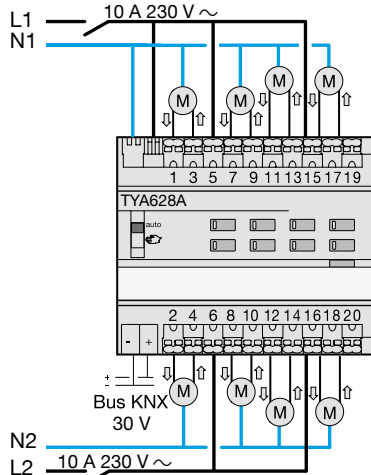 L1 10 A 230 V ~
N1
M M M M
1 3 5 7 9 11 13 15 17 19
TYA628A
auto
2 4 6 8 10 12 14 16 18 20
- +
Bus KNX
30 V
M M M M
N2
10 A 230 V ~
L2